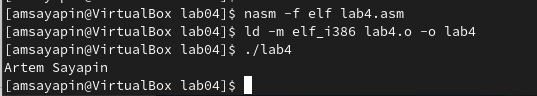 [amsayapin@VirtualBox lab04]$ nasm -f elf lab4.asm
[amsayapin@VirtualBox lab04]$ ld -m elf_i386 lab4.o -o lab4
[amsayapin@VirtualBox lab04]$ ./lab4
Artem Sayapin
[amsayapin@VirtualBox lab04]$